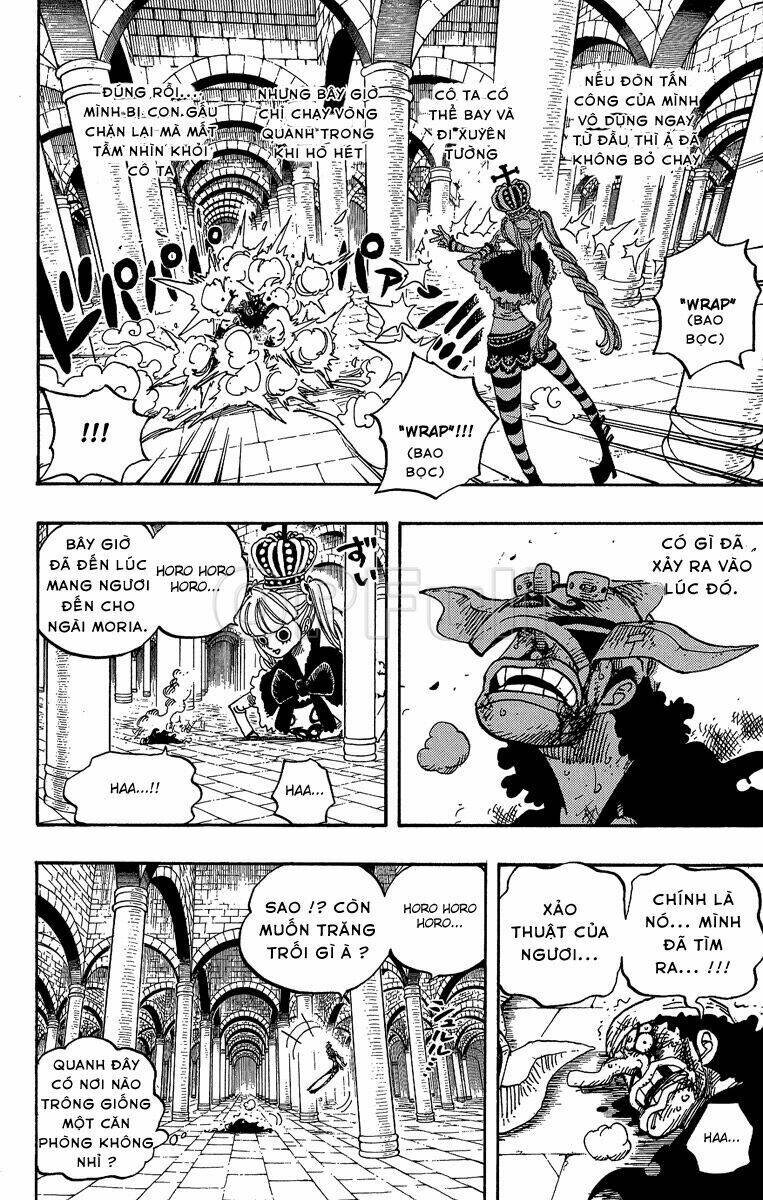 NẾU ĐÒN TẤN
CÔNG CỦA MÌNH
VÔ DỤNG NGAY
TỪ ĐẦU THÌ Ả ĐÃ
KHÔNG BỎ CHẠY
CÔ TA CÓ
THỂ BAY VÀ
ĐI XUYÊN
TƯỜNG
NHƯNG BÂY GIỜ
CHỈ CHẠY VÒNG
QUANH TRONG
KHI HÒ HÉT
ĐÚNG RỒI...
MÌNH BỊ CON GẤU
CHẶN LẠI MÀ MẤT
TẦM NHÌN KHỎI
CÔ TA
"WRAP"
(BAO
BỌC)
"WRAP"!!!
(BAO
BỌC)
!!!
CÓ GÌ ĐÃ
XẢY RA VÀO
LÚC ĐÓ.
HORO HORO
HORO...
BÂY GIỜ
ĐÃ ĐẾN LÚC
MANG NGƯƠI
ĐẾN CHO
NGÀI MORIA.
HAA...
HAA...!!
CHÍNH LÀ
NÓ... MÌNH
ĐÃ TÌM
RA... !!!
XẢO
THUẬT CỦA
NGƯƠI...
HAA...
HORO HORO
HORO...
SAO !? CÒN
MUỐN TRĂNG
TRỐI GÌ À ?
QUANH ĐÂY
CÓ NƠI NÀO
TRÔNG GIỐNG
MỘT CĂN
PHÒNG KHÔNG
NHỈ ?